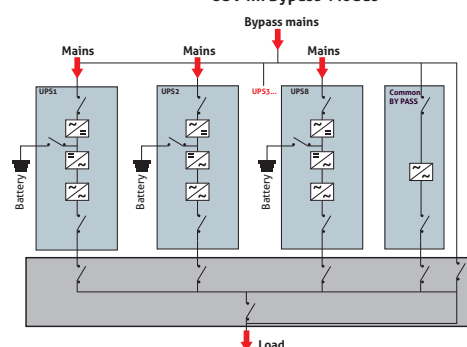 Bypass mains
Mains
Mains
Mains
UPS1
UPS2
UPS3...
UPS8
Common
BY PASS
Battery
Battery
Battery
Load